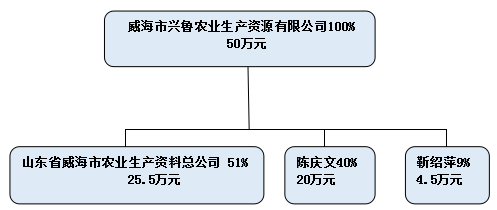 威海市兴鲁农业生产资源有限公司100%
50万元
山东省威海市农业生产资料总公司 51%
25.5万元
陈庆文40%
20万元
靳绍萍9%
4.5万元